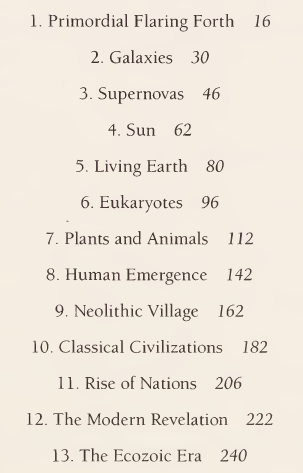 1. Primordial Flaring Forth 16
2. Galaxies 30
3. Supernovas 46
4. Sun 62
5. Living Earth 80
6. Eukaryotes 96
7. Plants and Animals 112
8. Human Emergence 142
9. Neolithic Village 162
10. Classical Civilizations 182
11. Rise of Nations 206
12. The Modern Revelation 222
13. The Ecozoic Era 240